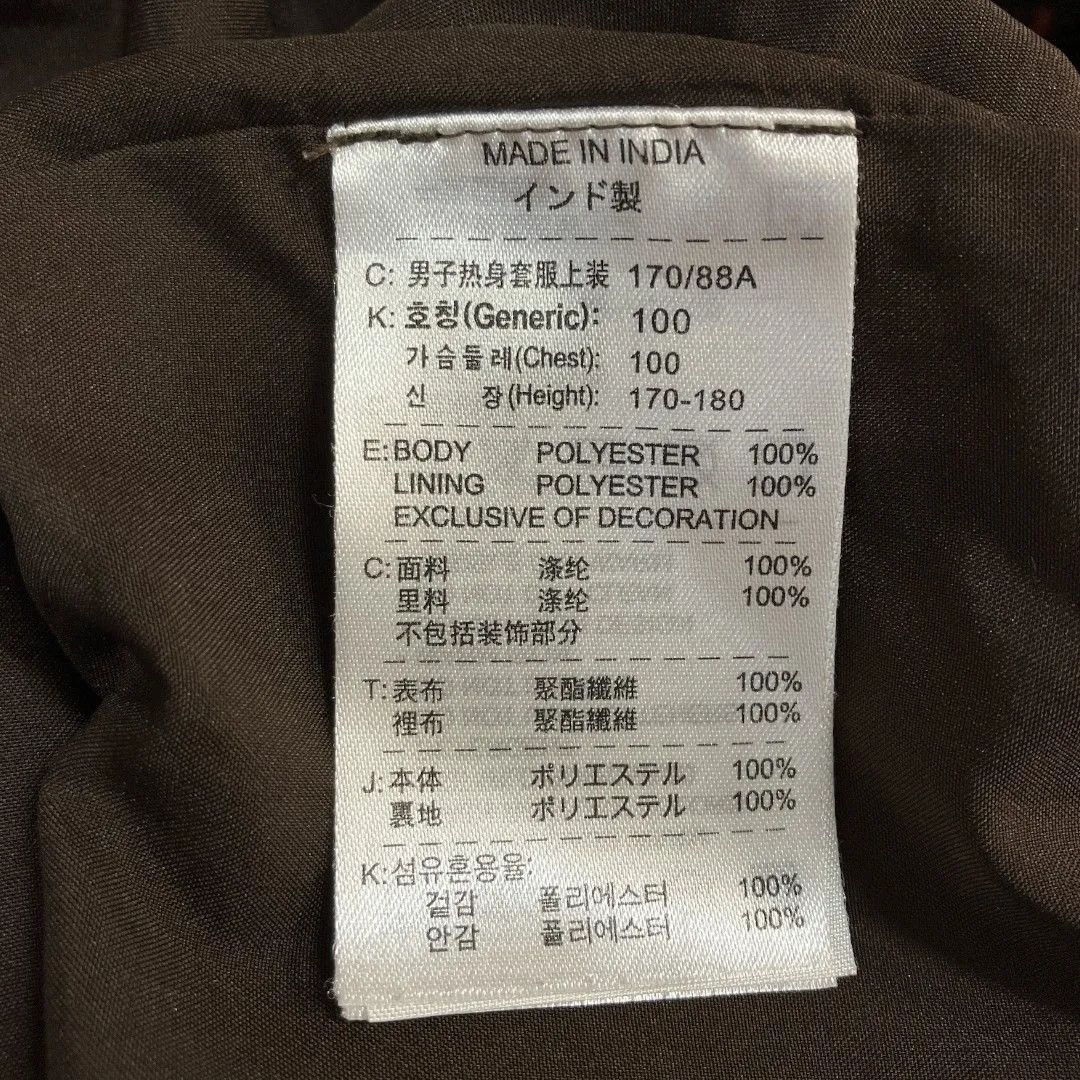 MADE IN INDIA
インド製
C: 男子热身套服上装 170/88A
K: 호칭(Generic): 100
가슴둘레(Chest): 100
신 장(Height): 170-180
E: BODY POLYESTER 100%
LINING POLYESTER 100%
EXCLUSIVE OF DECORATION
C: 面料 涤纶 100%
里料 涤纶 100%
不包括装饰部分
T: 表布 聚酯纖維 100%
裡布 聚酯纖維 100%
J: 本体 ポリエステル 100%
裏地 ポリエステル 100%
K: 섬유혼용율:
겉감 폴리에스터 100%
안감 폴리에스터 100%